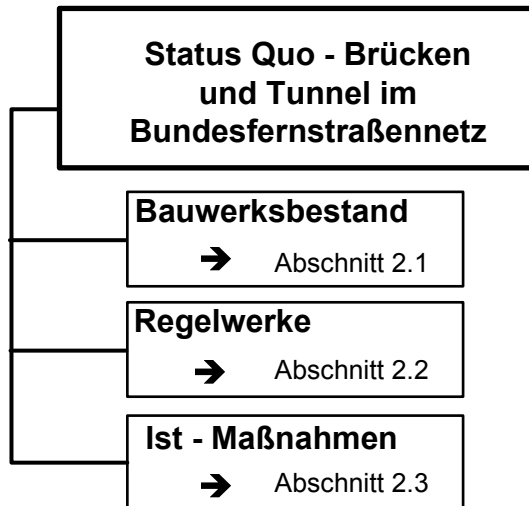 Status Quo - Brücken
und Tunnel im
Bundesfernstraßennetz
Bauwerksbestand
➔ Abschnitt 2.1
Regelwerke
➔ Abschnitt 2.2
Ist - Maßnahmen
➔ Abschnitt 2.3